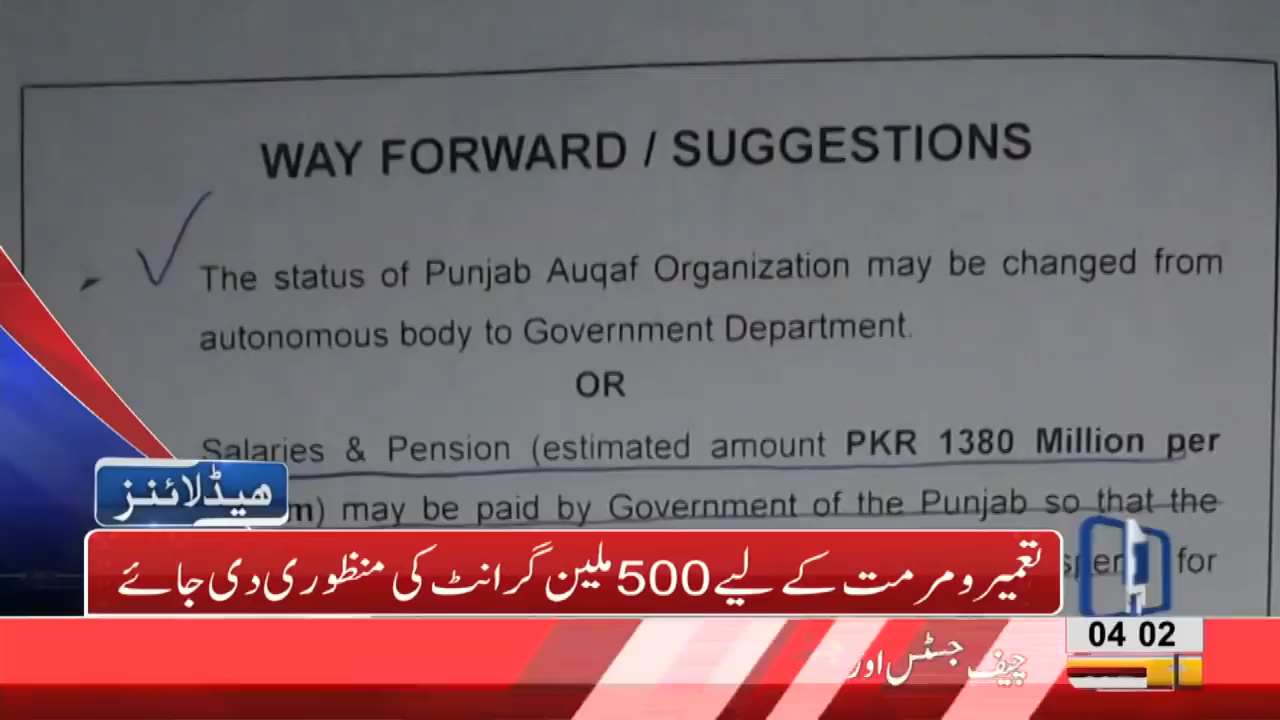 WAY FORWARD / SUGGESTIONS
The status of Punjab Auqaf Organization may be changed from
autonomous body to Government Department.
OR
Salaries & Pension (estimated amount PKR 1380 Million per
m) may be paid by Government of the Punjab so that the
for
ھیڈلائنز
تعمیر و مرمت کے لیے 500 ملین گرانٹ کی منظوری دی جائے
04 02
چیف جسٹس اور